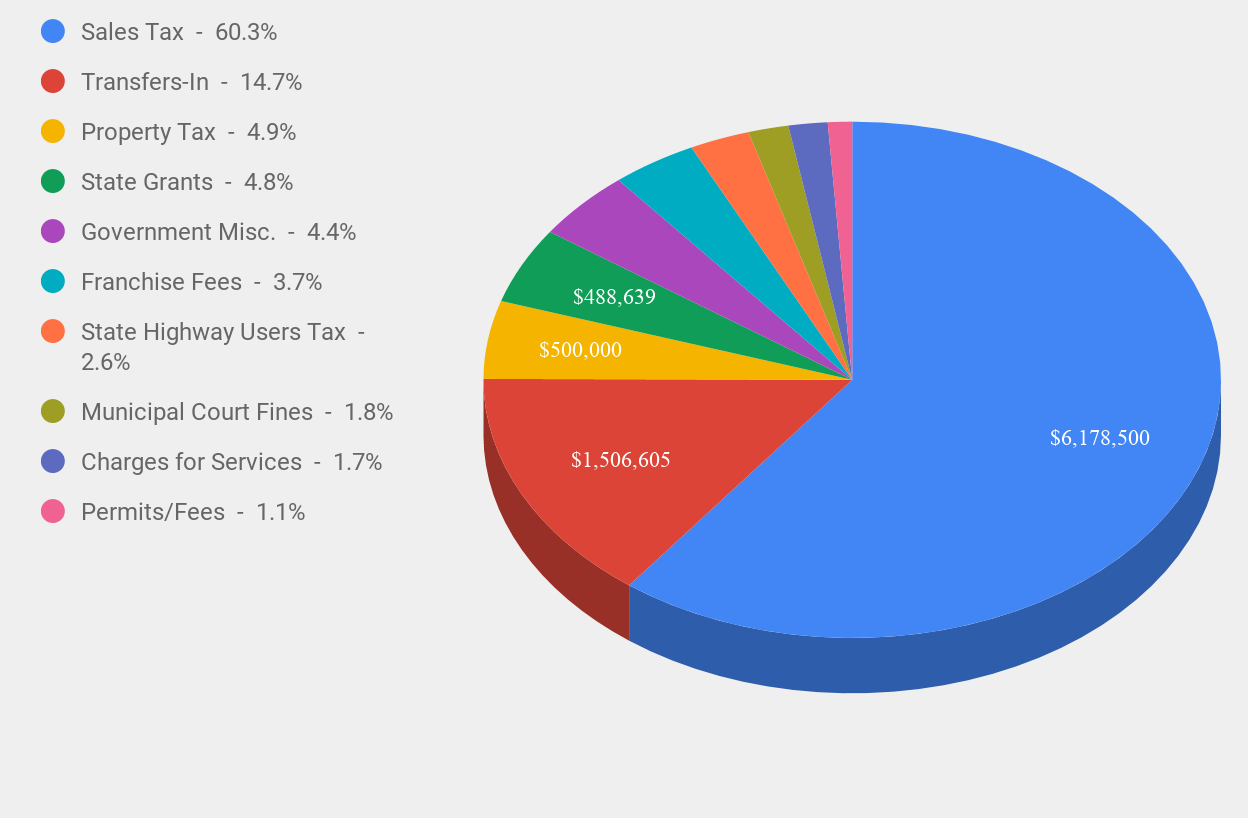 Sales Tax - 60.3%
Transfers-In - 14.7%
Property Tax - 4.9%
State Grants - 4.8%
Government Misc. - 4.4%
Franchise Fees - 3.7%
State Highway Users Tax -
2.6%
Municipal Court Fines - 1.8%
Charges for Services - 1.7%
Permits/Fees - 1.1%
$488,639
$500,000
$1,506,605
$6,178,500